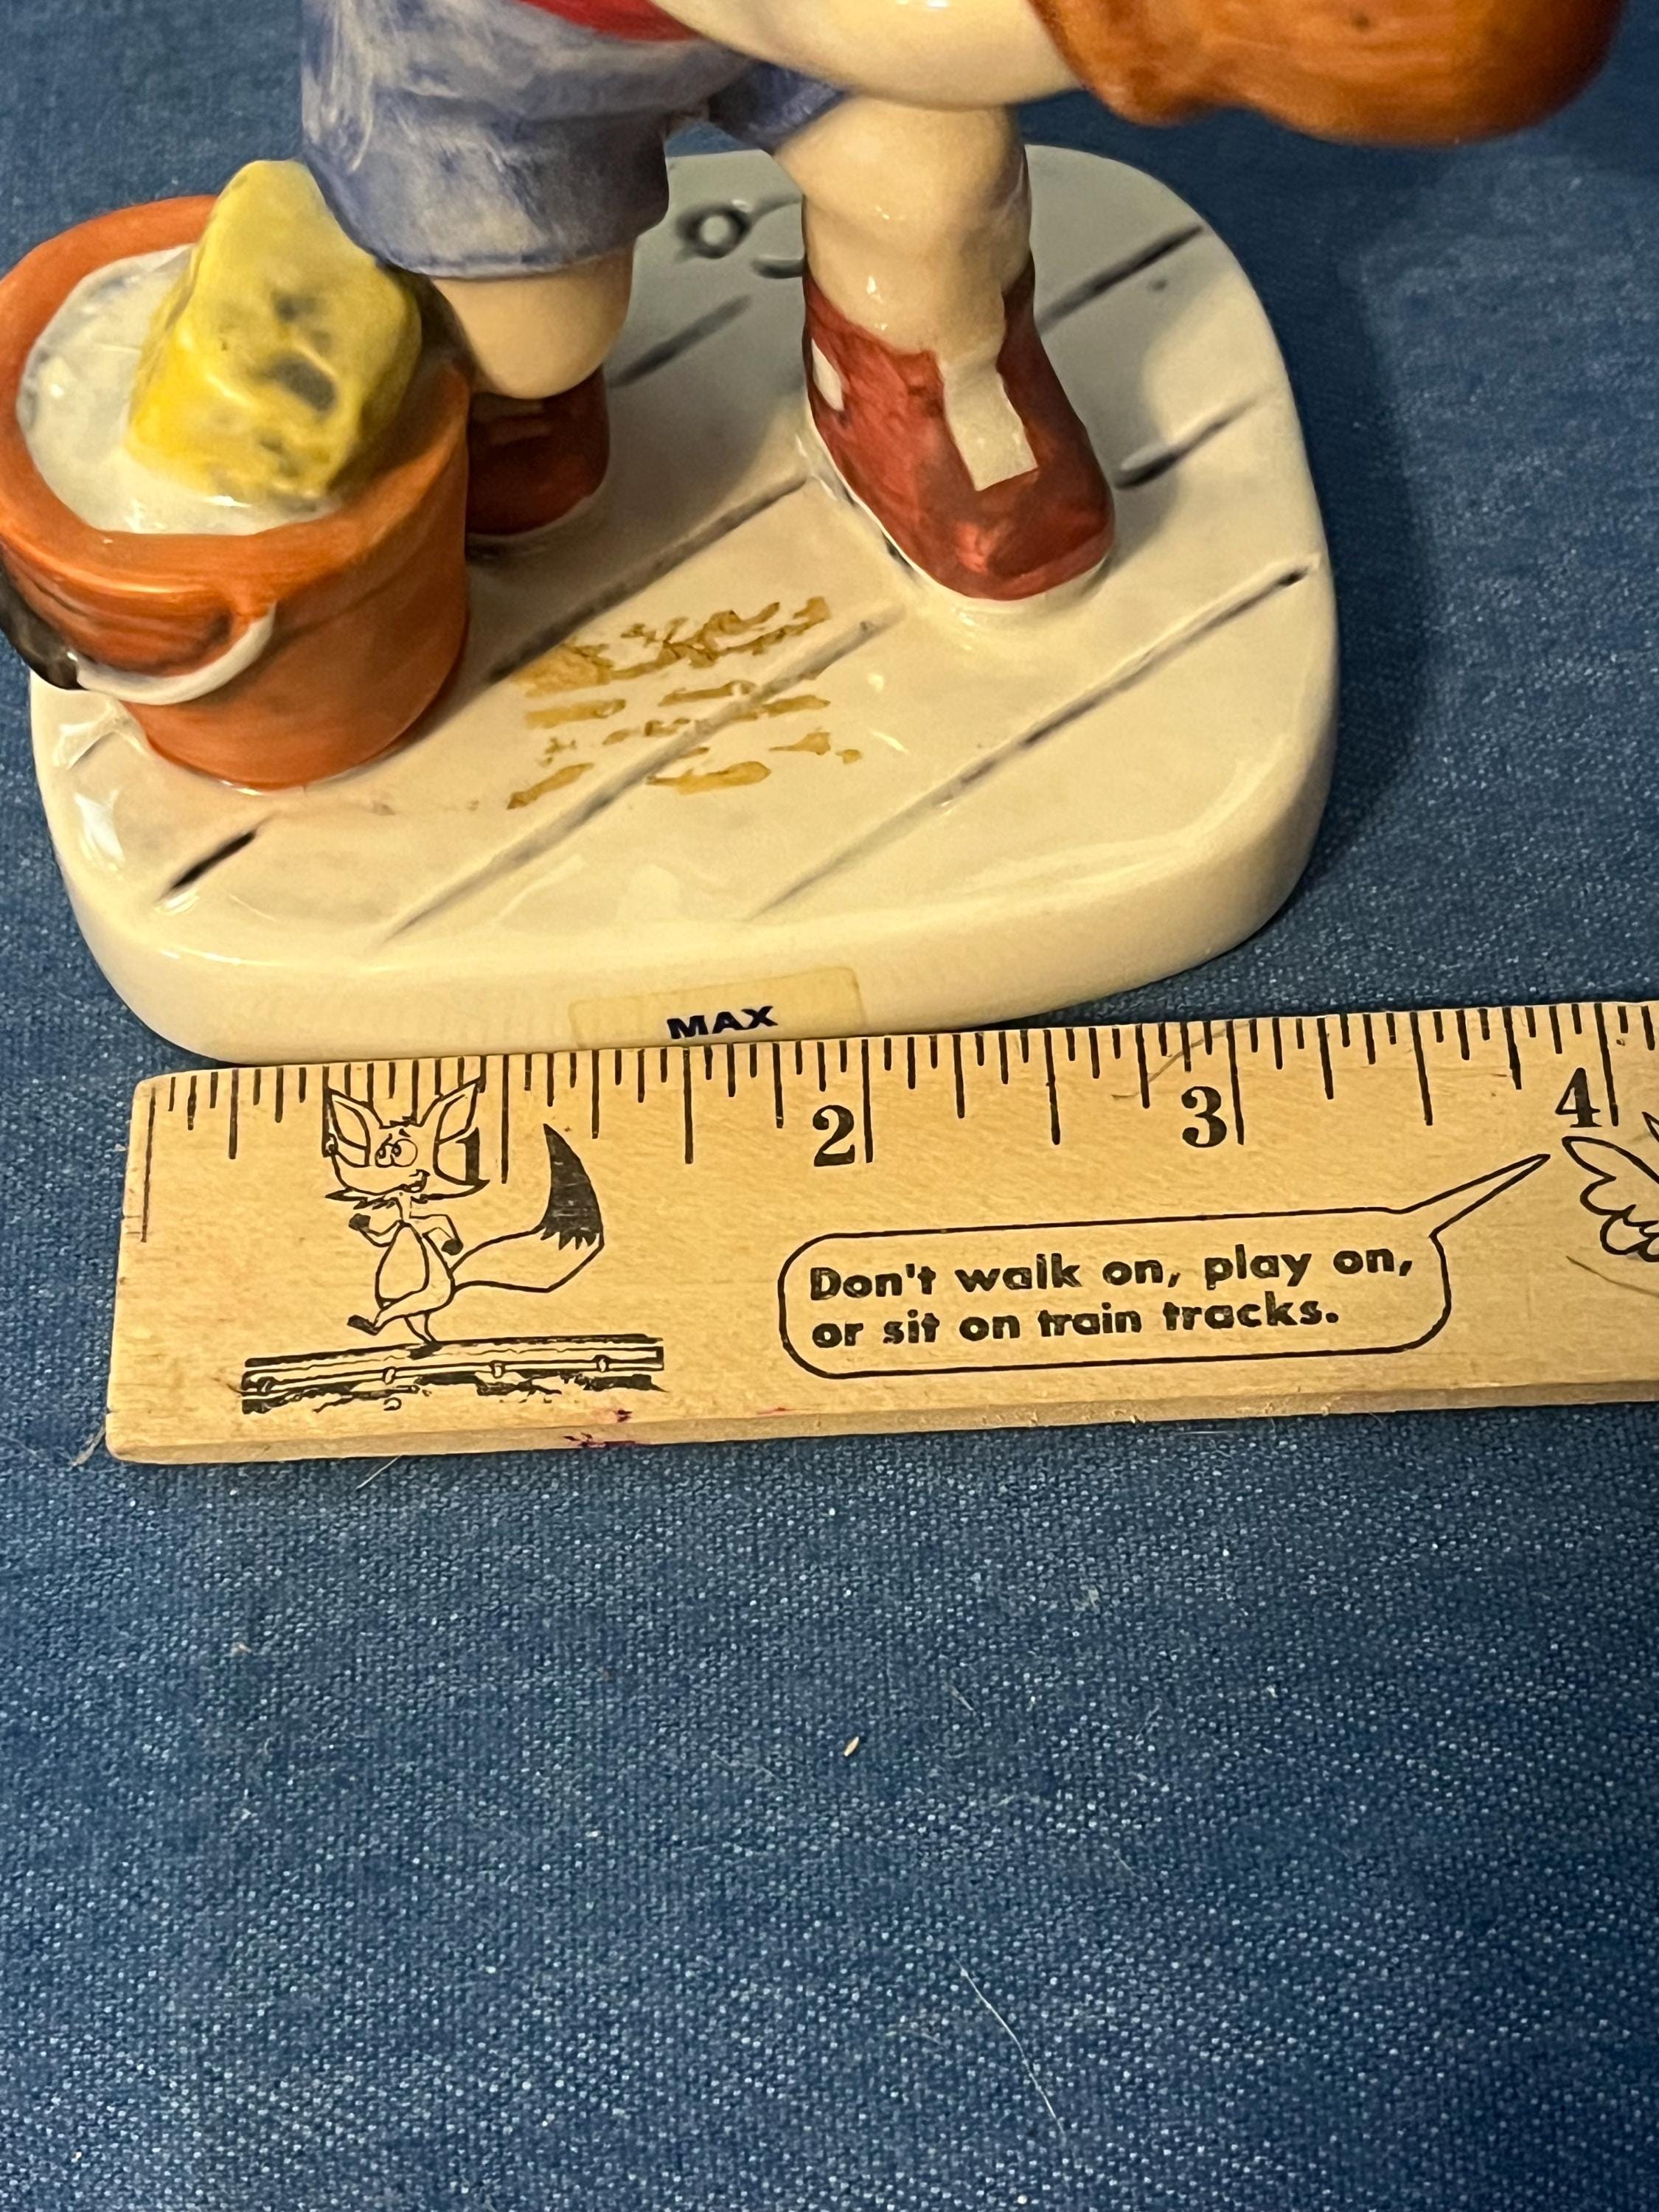 MAX
1 2 3 4
Don't walk on, play on,
or sit on train tracks.